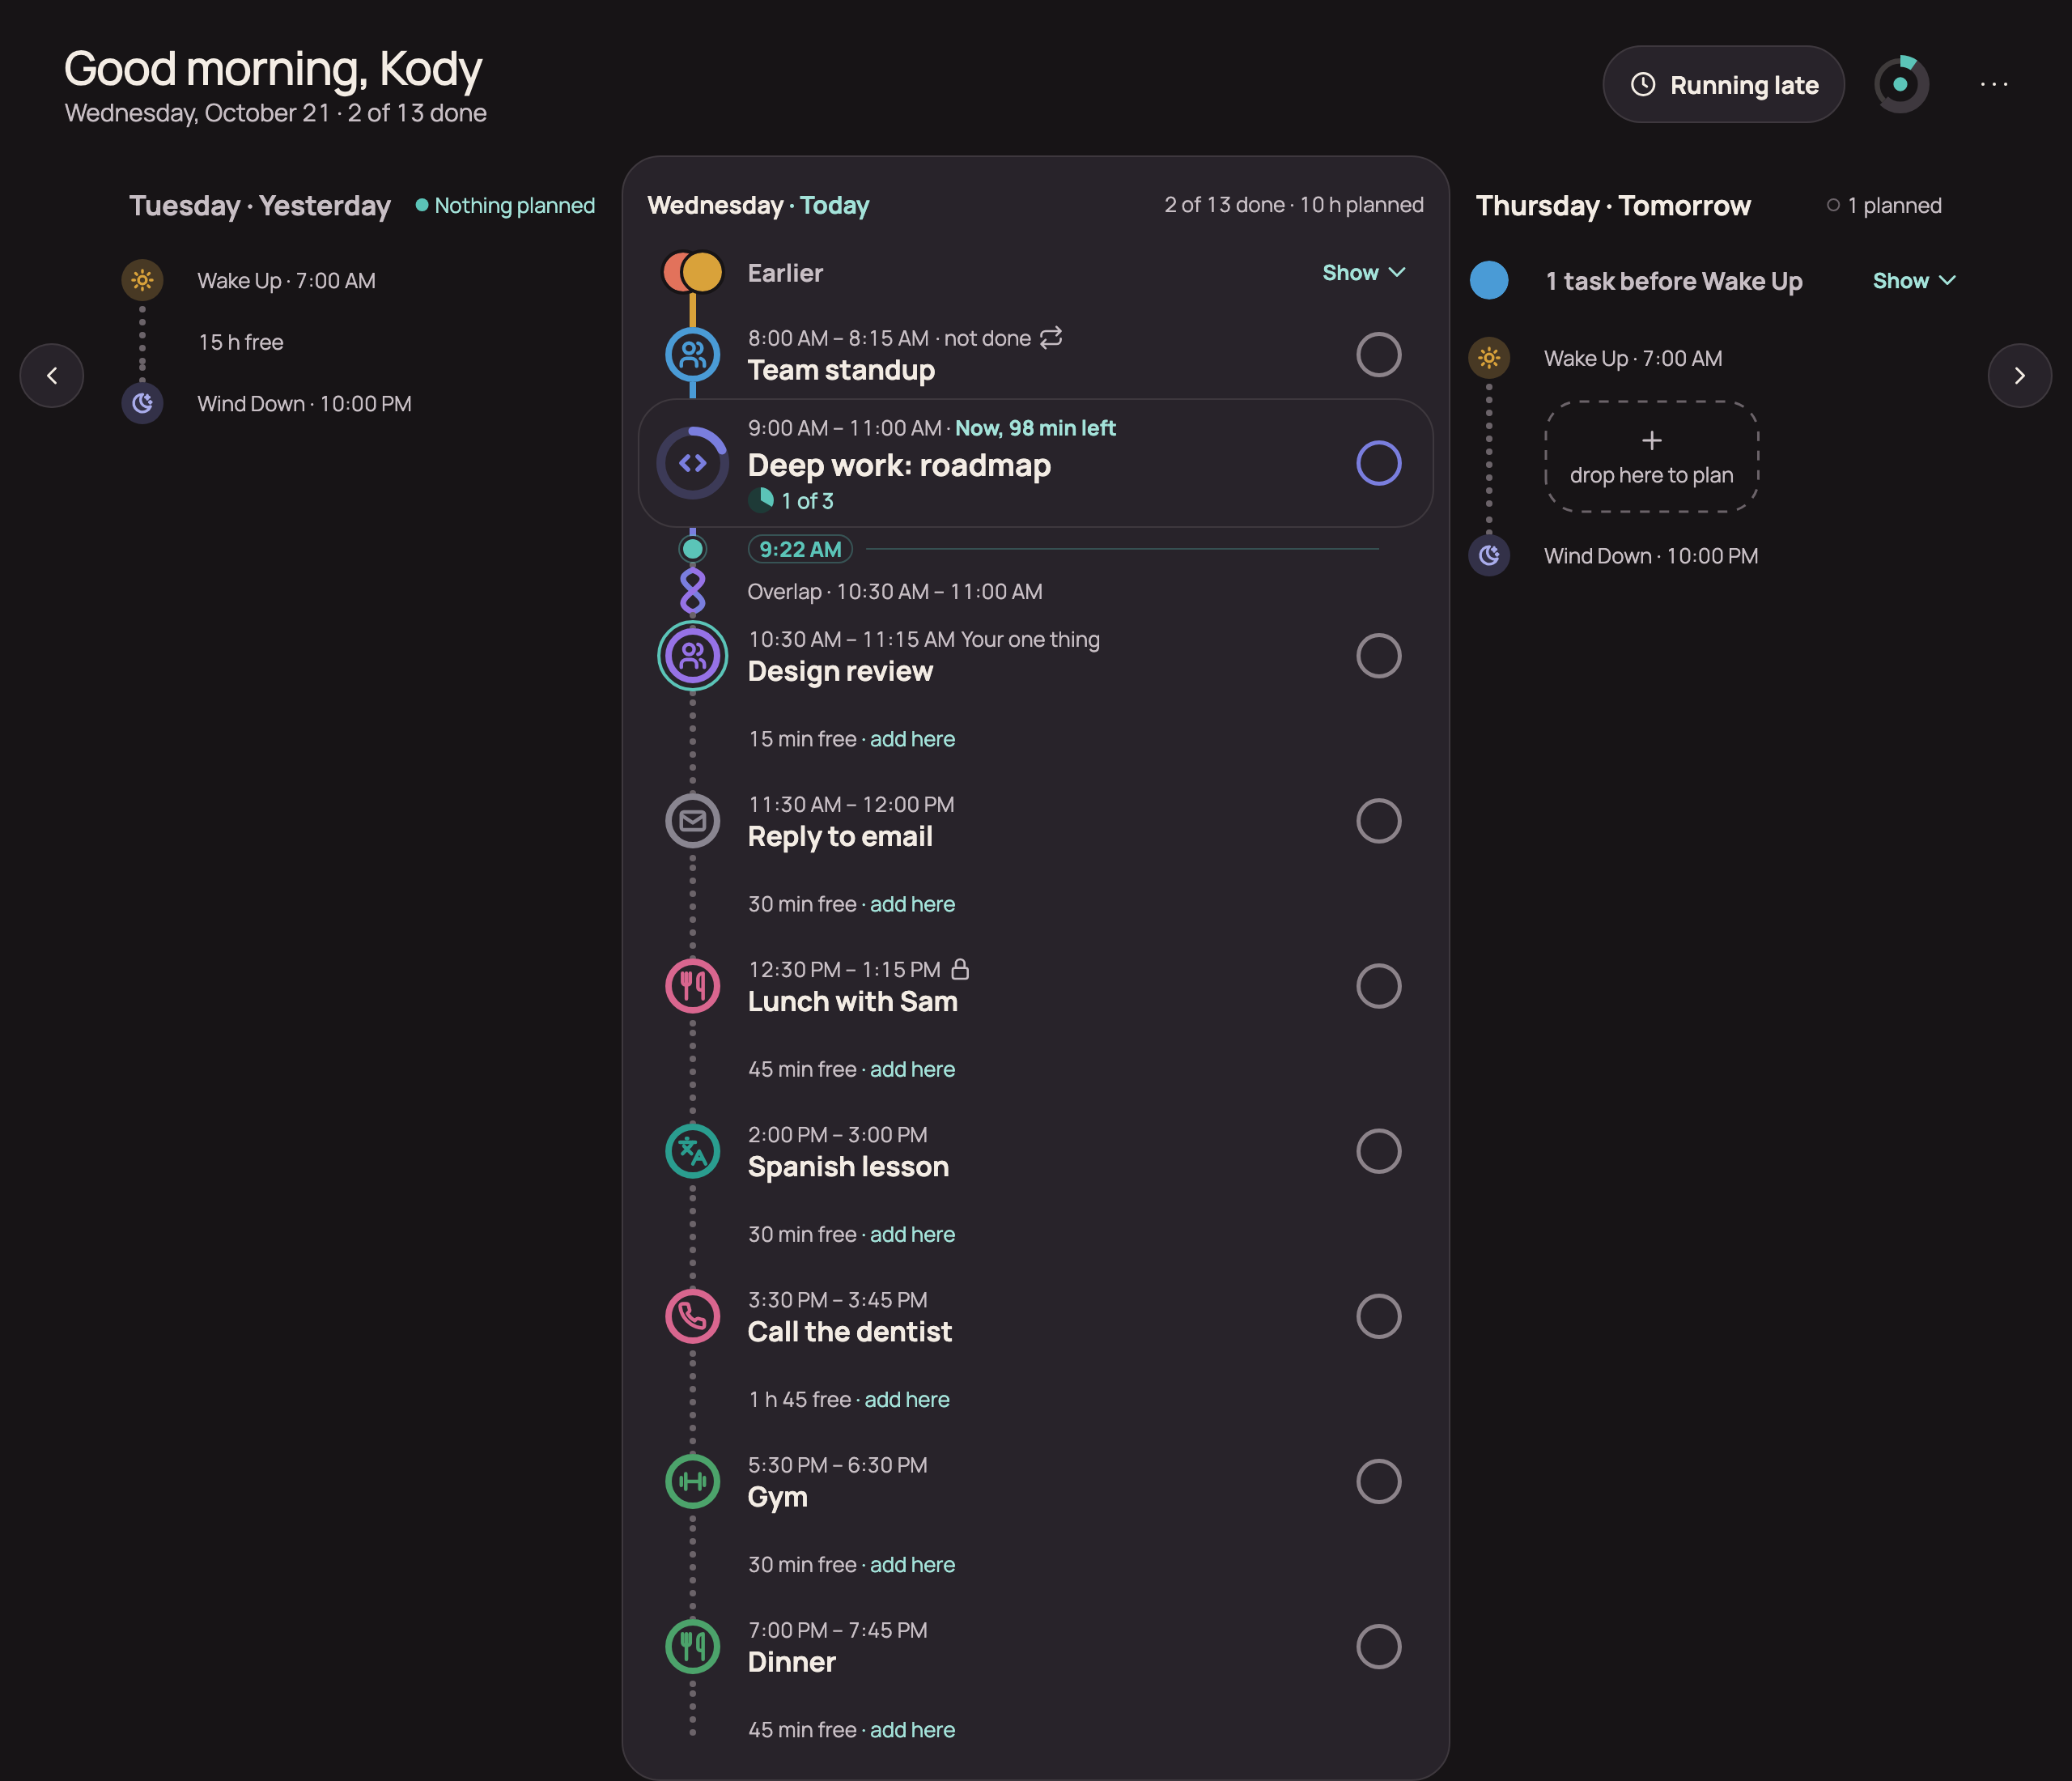 Good morning, Kody
Wednesday, October 21 · 2 of 13 done
Running late
Tuesday · Yesterday
Nothing planned
Wake Up · 7:00 AM
15 h free
Wind Down · 10:00 PM
Wednesday · Today
2 of 13 done · 10 h planned
Earlier
Show
8:00 AM – 8:15 AM · not done
Team standup
9:00 AM – 11:00 AM · Now, 98 min left
Deep work: roadmap
1 of 3
9:22 AM
Overlap · 10:30 AM – 11:00 AM
10:30 AM – 11:15 AM Your one thing
Design review
15 min free · add here
11:30 AM – 12:00 PM
Reply to email
30 min free · add here
12:30 PM – 1:15 PM
Lunch with Sam
45 min free · add here
2:00 PM – 3:00 PM
Spanish lesson
30 min free · add here
3:30 PM – 3:45 PM
Call the dentist
1 h 45 free · add here
5:30 PM – 6:30 PM
Gym
30 min free · add here
7:00 PM – 7:45 PM
Dinner
45 min free · add here
Thursday · Tomorrow
1 planned
1 task before Wake Up
Show
Wake Up · 7:00 AM
drop here to plan
Wind Down · 10:00 PM